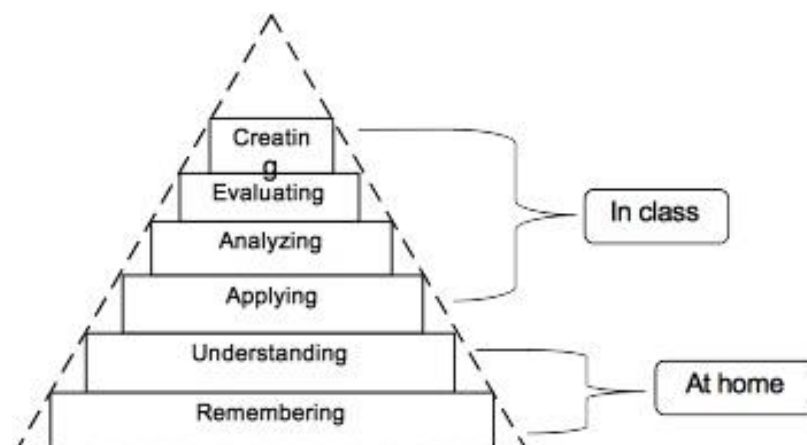 Creatin
g
Evaluating
Analyzing
In class
Applying
Understanding
At home
Remembering